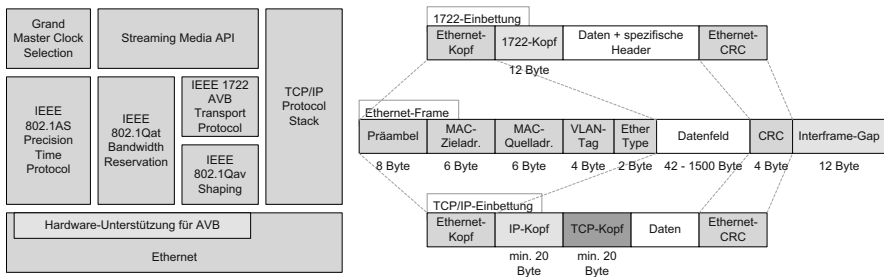 Grand
Master Clock
Selection
Streaming Media API
IEEE
802.1AS
Precision
Time
Protocol
IEEE
802.1Qat
Bandwidth
Reservation
IEEE 1722
AVB
Transport
Protocol
IEEE
802.1Qav
Shaping
TCP/IP
Protocol
Stack
Hardware-Unterstützung für AVB
Ethernet
1722-Einbettung
Ethernet-
Kopf
1722-Kopf
Daten + spezifische
Header
Ethernet-
CRC
12 Byte
Ethernet-Frame
Präambel
MAC-
Zieladr.
MAC-
Quelladr.
VLAN-
Tag
Ether
Type
Datenfeld
CRC
Interframe-Gap
8 Byte
6 Byte
6 Byte
4 Byte
2 Byte
42 - 1500 Byte
4 Byte
12 Byte
TCP/IP-Einbettung
Ethernet-
Kopf
IP-Kopf
TCP-Kopf
Daten
Ethernet-
CRC
min. 20
Byte
min. 20
Byte